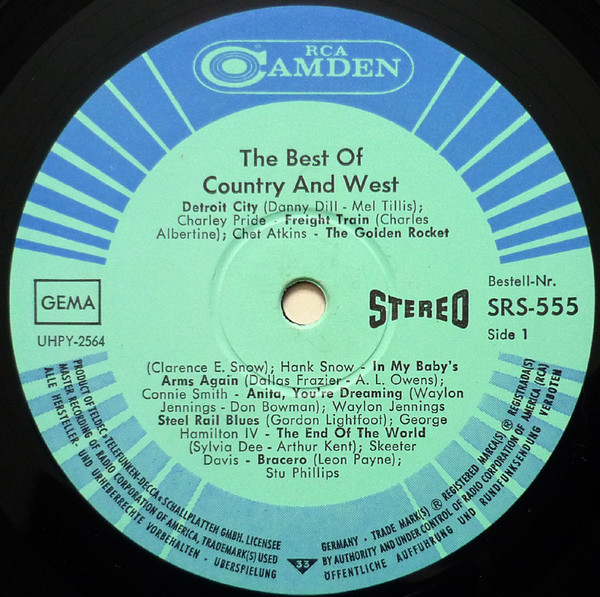 RCA
CAMDEN
The Best Of
Country And West
Detroit City (Danny Dill - Mel Tillis);
Charley Pride - Freight Train (Charles
Albertine); Chet Atkins - The Golden Rocket
GEMA
UHPY-2564
STEREO
Bestell-Nr.
SRS-555
Side 1
(Clarence E. Snow); Hank Snow - In My Baby's
Arms Again (Dallas Frazier - A. L. Owens);
Connie Smith - Anita, You're Dreaming (Waylon
Jennings - Don Bowman); Waylon Jennings
Steel Rail Blues (Gordon Lightfoot); George
Hamilton IV - The End Of The World
(Sylvia Dee - Arthur Kent); Skeeter
Davis - Bracero (Leon Payne);
Stu Phillips
PRODUCT OF TELDEC »TELEFUNKEN-DECCA« SCHALLPLATTEN GMBH. LICENSEE
MASTER RECORDING OF RADIO CORPORATION OF AMERICA, TRADEMARK(S) USED
ALLE HERSTELLER- UND URHEBERRECHTE VORBEHALTEN · ÜBERSPIELUNG
33
GERMANY - TRADE MARK(S) ® REGISTERED MARCA(S) ® REGISTRADA(S)
BY AUTHORITY AND UNDER CONTROL OF RADIO CORPORATION OF AMERICA (RCA)
ÖFFENTLICHE AUFFÜHRUNG UND RUNDFUNKSENDUNG VERBOTEN